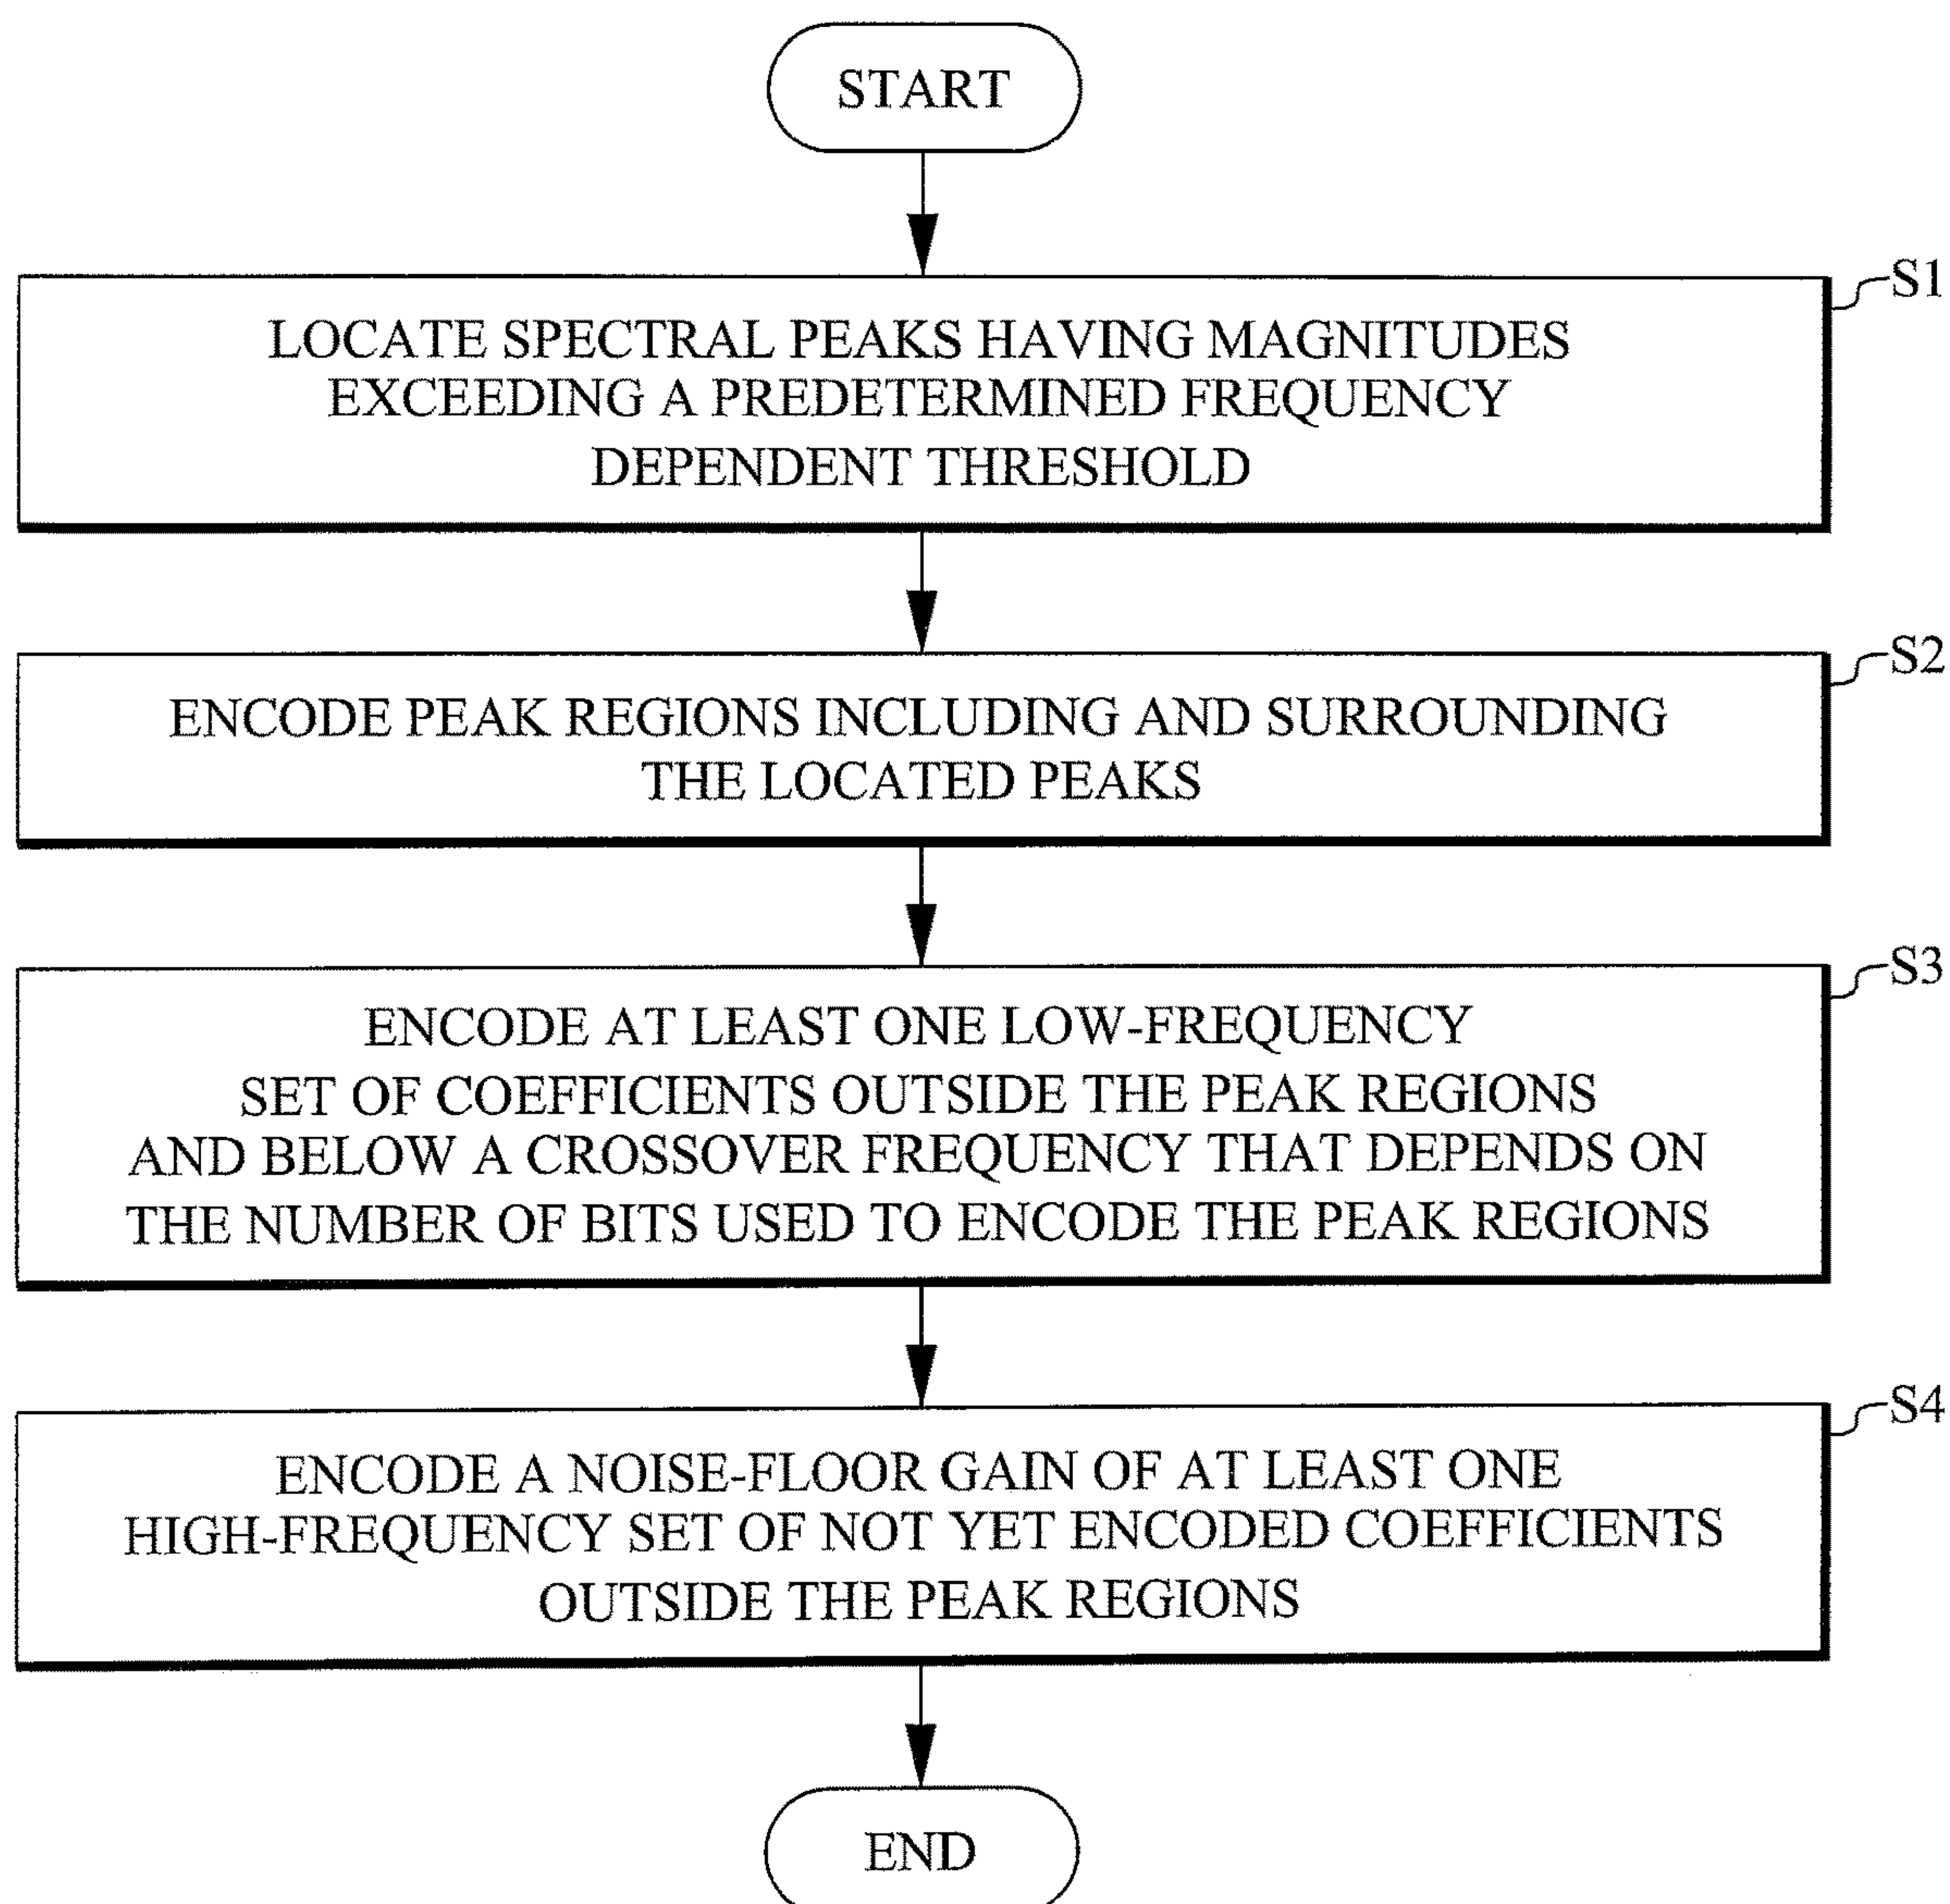 START
S1
LOCATE SPECTRAL PEAKS HAVING MAGNITUDES
EXCEEDING A PREDETERMINED FREQUENCY
DEPENDENT THRESHOLD
S2
ENCODE PEAK REGIONS INCLUDING AND SURROUNDING
THE LOCATED PEAKS
S3
ENCODE AT LEAST ONE LOW-FREQUENCY
SET OF COEFFICIENTS OUTSIDE THE PEAK REGIONS
AND BELOW A CROSSOVER FREQUENCY THAT DEPENDS ON
THE NUMBER OF BITS USED TO ENCODE THE PEAK REGIONS
S4
ENCODE A NOISE-FLOOR GAIN OF AT LEAST ONE
HIGH-FREQUENCY SET OF NOT YET ENCODED COEFFICIENTS
OUTSIDE THE PEAK REGIONS
END